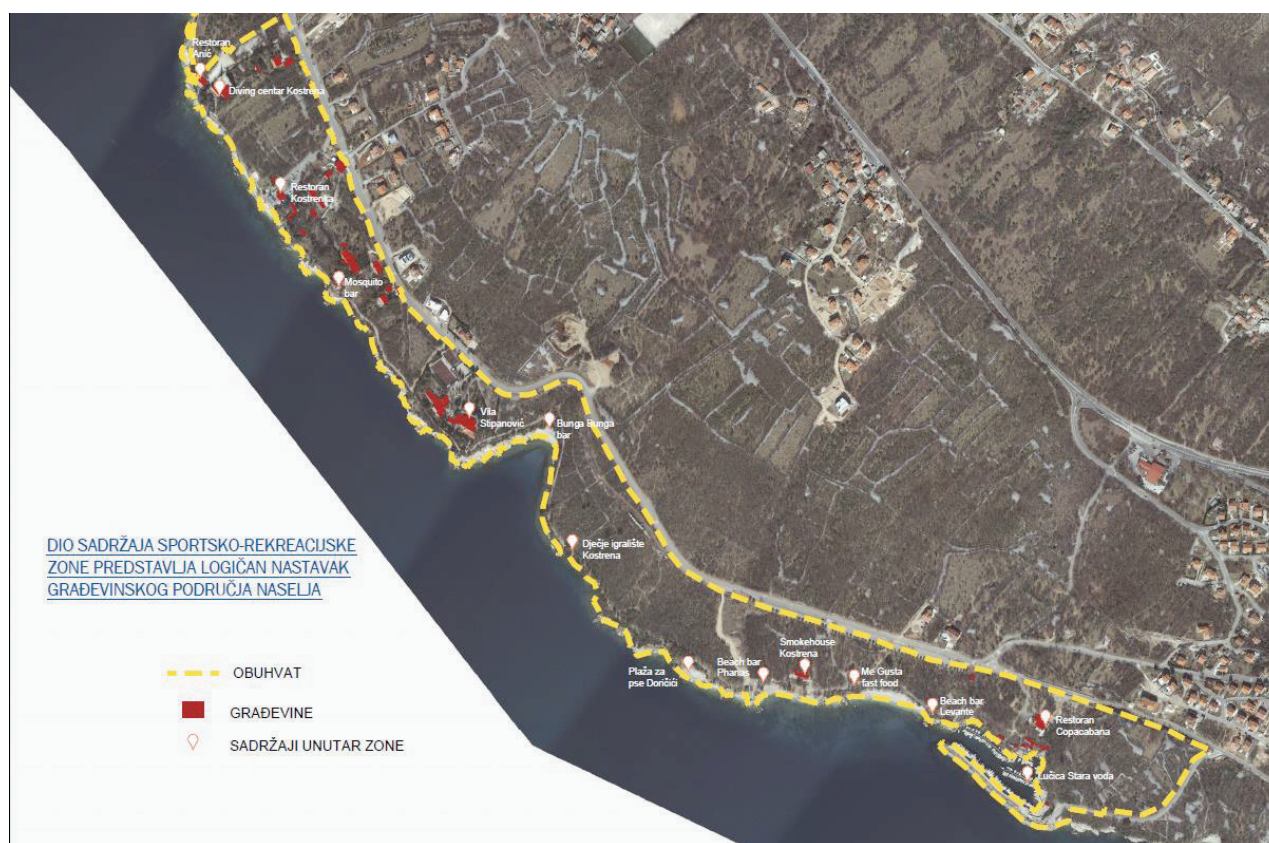 Restoran
Anić
Diving centar Kostrena
Restoran
Kostrenka
Mosquito
bar
Vila
Stipanović
Bunga Bunga
bar
Dječje igralište
Kostrena
Plaža za
pse Doričići
Beach bar
Phanas
Smokehouse
Kostrena
Me Gusta
fast food
Beach bar
Levante
Restoran
Copacabana
Lučica Stara voda
DIO SADRŽAJA SPORTSKO-REKREACIJSKE
ZONE PREDSTAVLJA LOGIČAN NASTAVAK
GRAĐEVINSKOG PODRUČJA NASELJA
OBUHVAT
GRAĐEVINE
SADRŽAJI UNUTAR ZONE